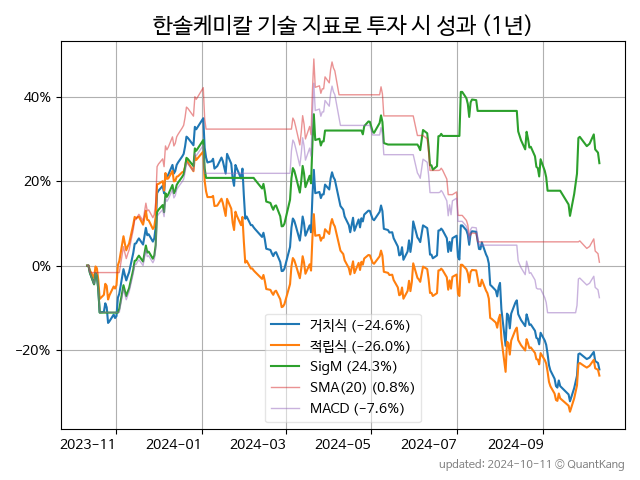 한솔케미칼 기술 지표로 투자 시 성과 (1년)
40%
20%
0%
−20%
거치식 (−24.6%)
적립식 (−26.0%)
SigM (24.3%)
SMA(20) (0.8%)
MACD (−7.6%)
2023−11 2024−01 2024−03 2024−05 2024−07 2024−09
updated: 2024−10−11 © QuantKang